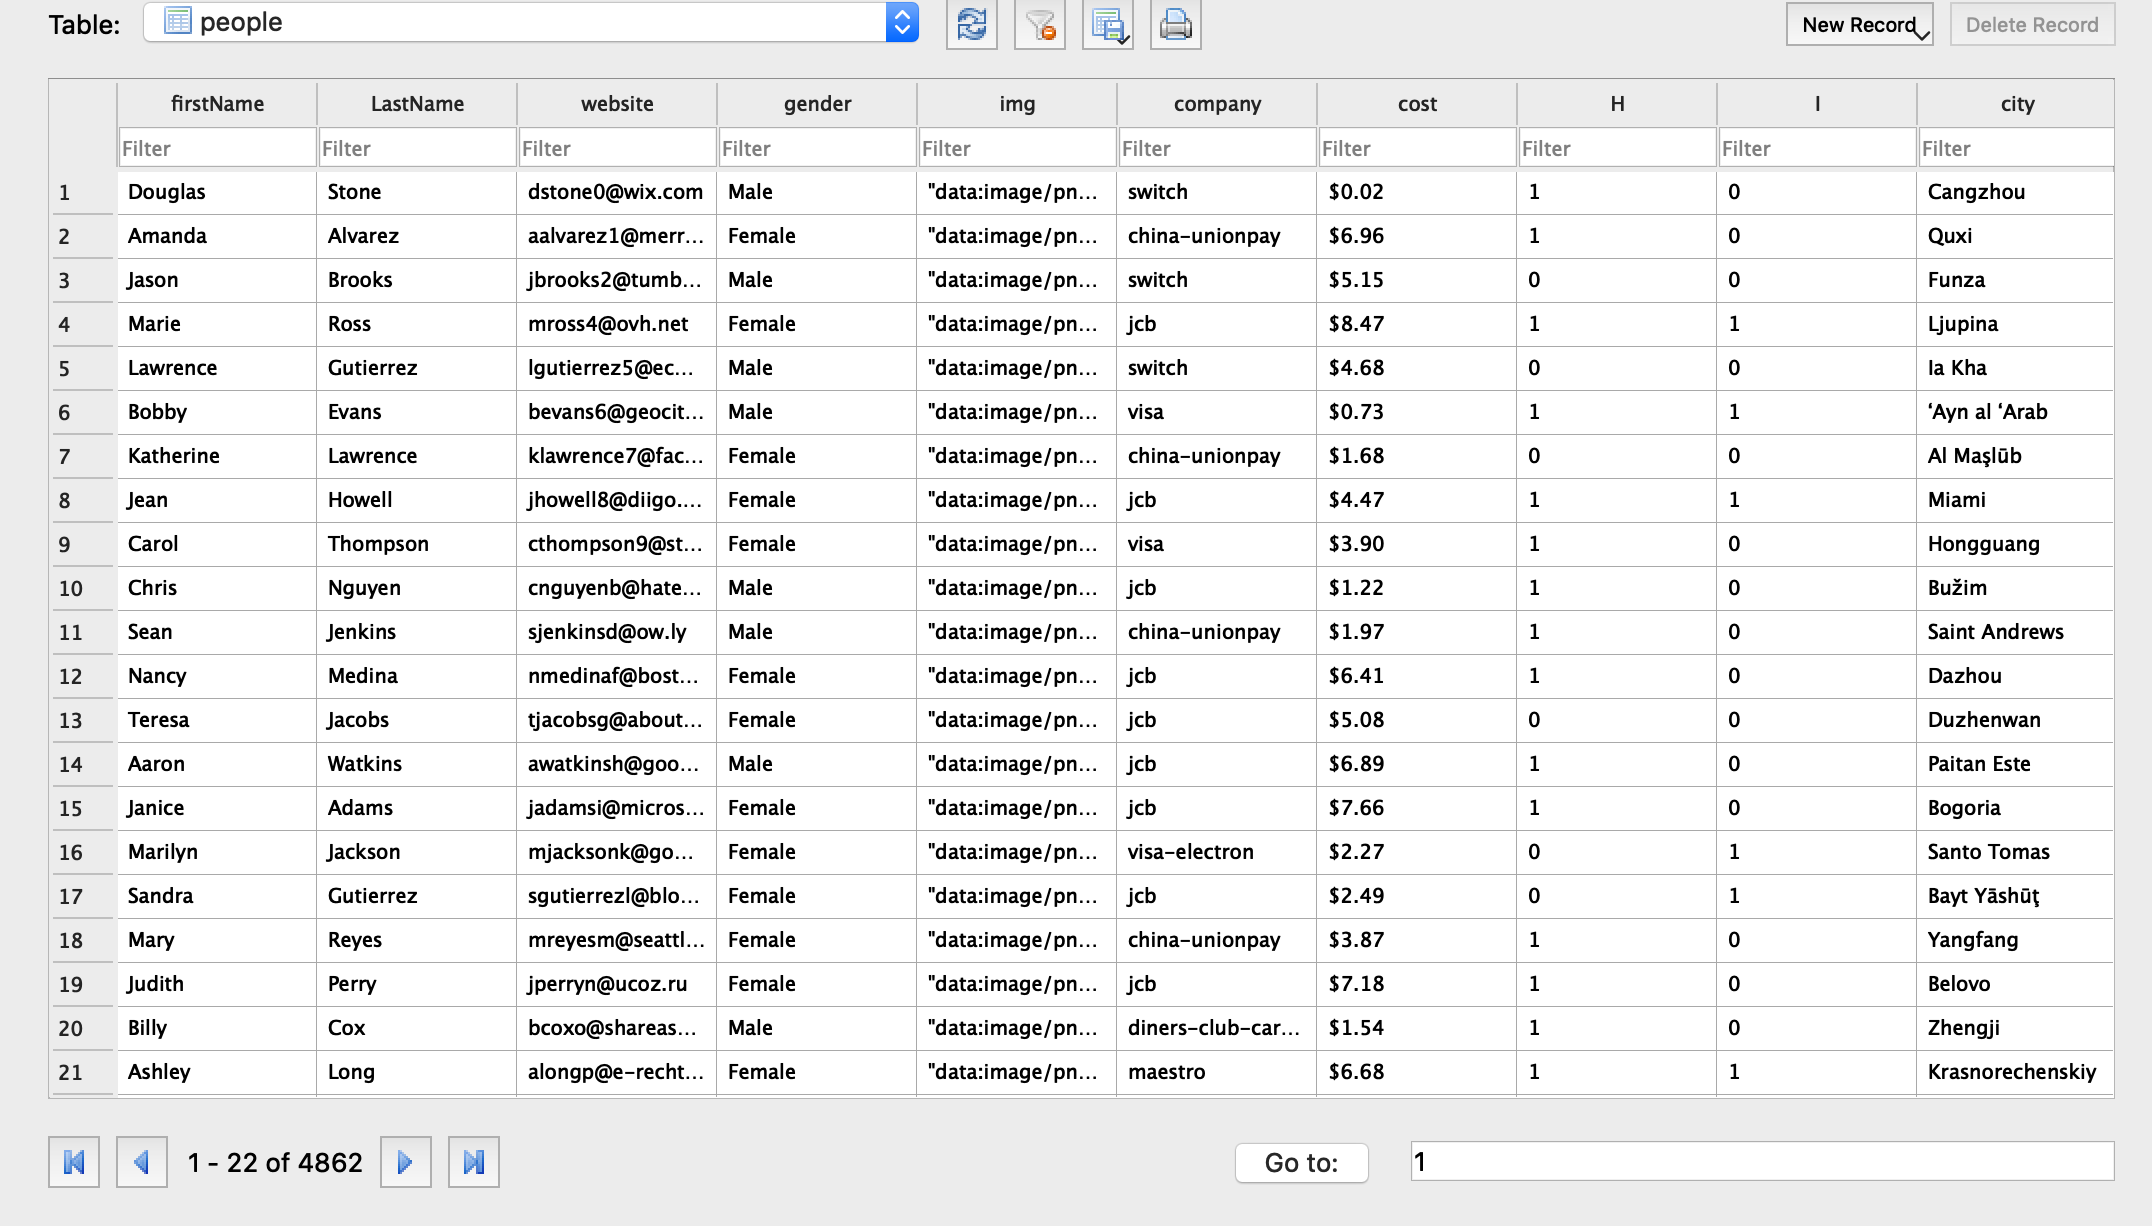 Table: people New Record Delete Record
firstName LastName website gender img company cost H I city
Filter Filter Filter Filter Filter Filter Filter Filter Filter Filter
1 Douglas Stone dstone0@wix.com Male "data:image/pn... switch $0.02 1 0 Cangzhou
2 Amanda Alvarez aalvarez1@merr... Female "data:image/pn... china-unionpay $6.96 1 0 Quxi
3 Jason Brooks jbrooks2@tumb... Male "data:image/pn... switch $5.15 0 0 Funza
4 Marie Ross mross4@ovh.net Female "data:image/pn... jcb $8.47 1 1 Ljupina
5 Lawrence Gutierrez lgutierrez5@ec... Male "data:image/pn... switch $4.68 0 0 Ia Kha
6 Bobby Evans bevans6@geocit... Male "data:image/pn... visa $0.73 1 1 ‘Ayn al ‘Arab
7 Katherine Lawrence klawrence7@fac... Female "data:image/pn... china-unionpay $1.68 0 0 Al Maşlūb
8 Jean Howell jhowell8@diigo.... Female "data:image/pn... jcb $4.47 1 1 Miami
9 Carol Thompson cthompson9@st... Female "data:image/pn... visa $3.90 1 0 Hongguang
10 Chris Nguyen cnguyenb@hate... Male "data:image/pn... jcb $1.22 1 0 Bužim
11 Sean Jenkins sjenkinsd@ow.ly Male "data:image/pn... china-unionpay $1.97 1 0 Saint Andrews
12 Nancy Medina nmedinaf@bost... Female "data:image/pn... jcb $6.41 1 0 Dazhou
13 Teresa Jacobs tjacobsg@about... Female "data:image/pn... jcb $5.08 0 0 Duzhenwan
14 Aaron Watkins awatkinsh@goo... Male "data:image/pn... jcb $6.89 1 0 Paitan Este
15 Janice Adams jadamsi@micros... Female "data:image/pn... jcb $7.66 1 0 Bogoria
16 Marilyn Jackson mjacksonk@go... Female "data:image/pn... visa-electron $2.27 0 1 Santo Tomas
17 Sandra Gutierrez sgutierrezl@blo... Female "data:image/pn... jcb $2.49 0 1 Bayt Yāshūţ
18 Mary Reyes mreyesm@seattl... Female "data:image/pn... china-unionpay $3.87 1 0 Yangfang
19 Judith Perry jperryn@ucoz.ru Female "data:image/pn... jcb $7.18 1 0 Belovo
20 Billy Cox bcoxo@shareas... Male "data:image/pn... diners-club-car... $1.54 1 0 Zhengji
21 Ashley Long alongp@e-recht... Female "data:image/pn... maestro $6.68 1 1 Krasnorechenskiy
1 - 22 of 4862 Go to: 1